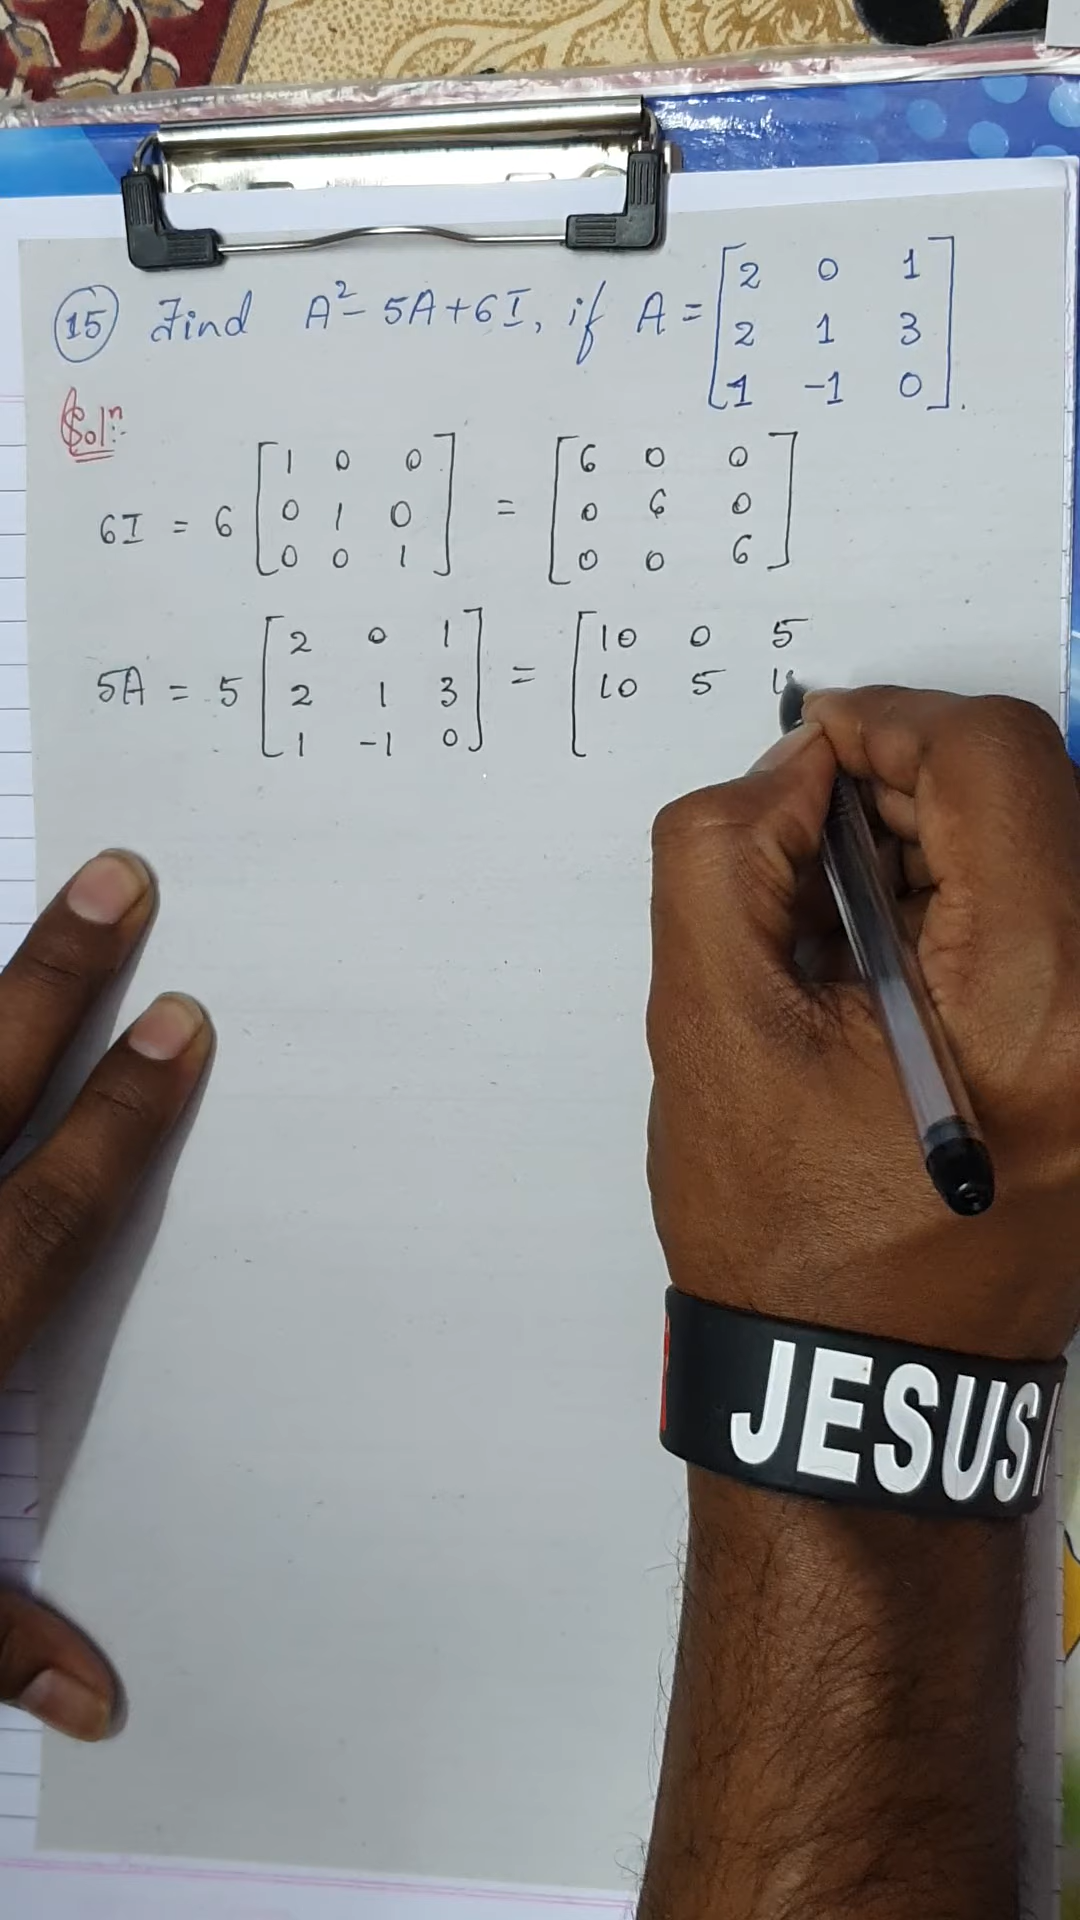 15 Find A² - 5A + 6I, if A = [2 0 1
2 1 3
1 -1 0].
Solⁿ:-
6I = 6 [1 0 0
0 1 0
0 0 1] = [6 0 0
0 6 0
0 0 6]
5A = 5 [2 0 1
2 1 3
1 -1 0] = [10 0 5
10 5
JESUS